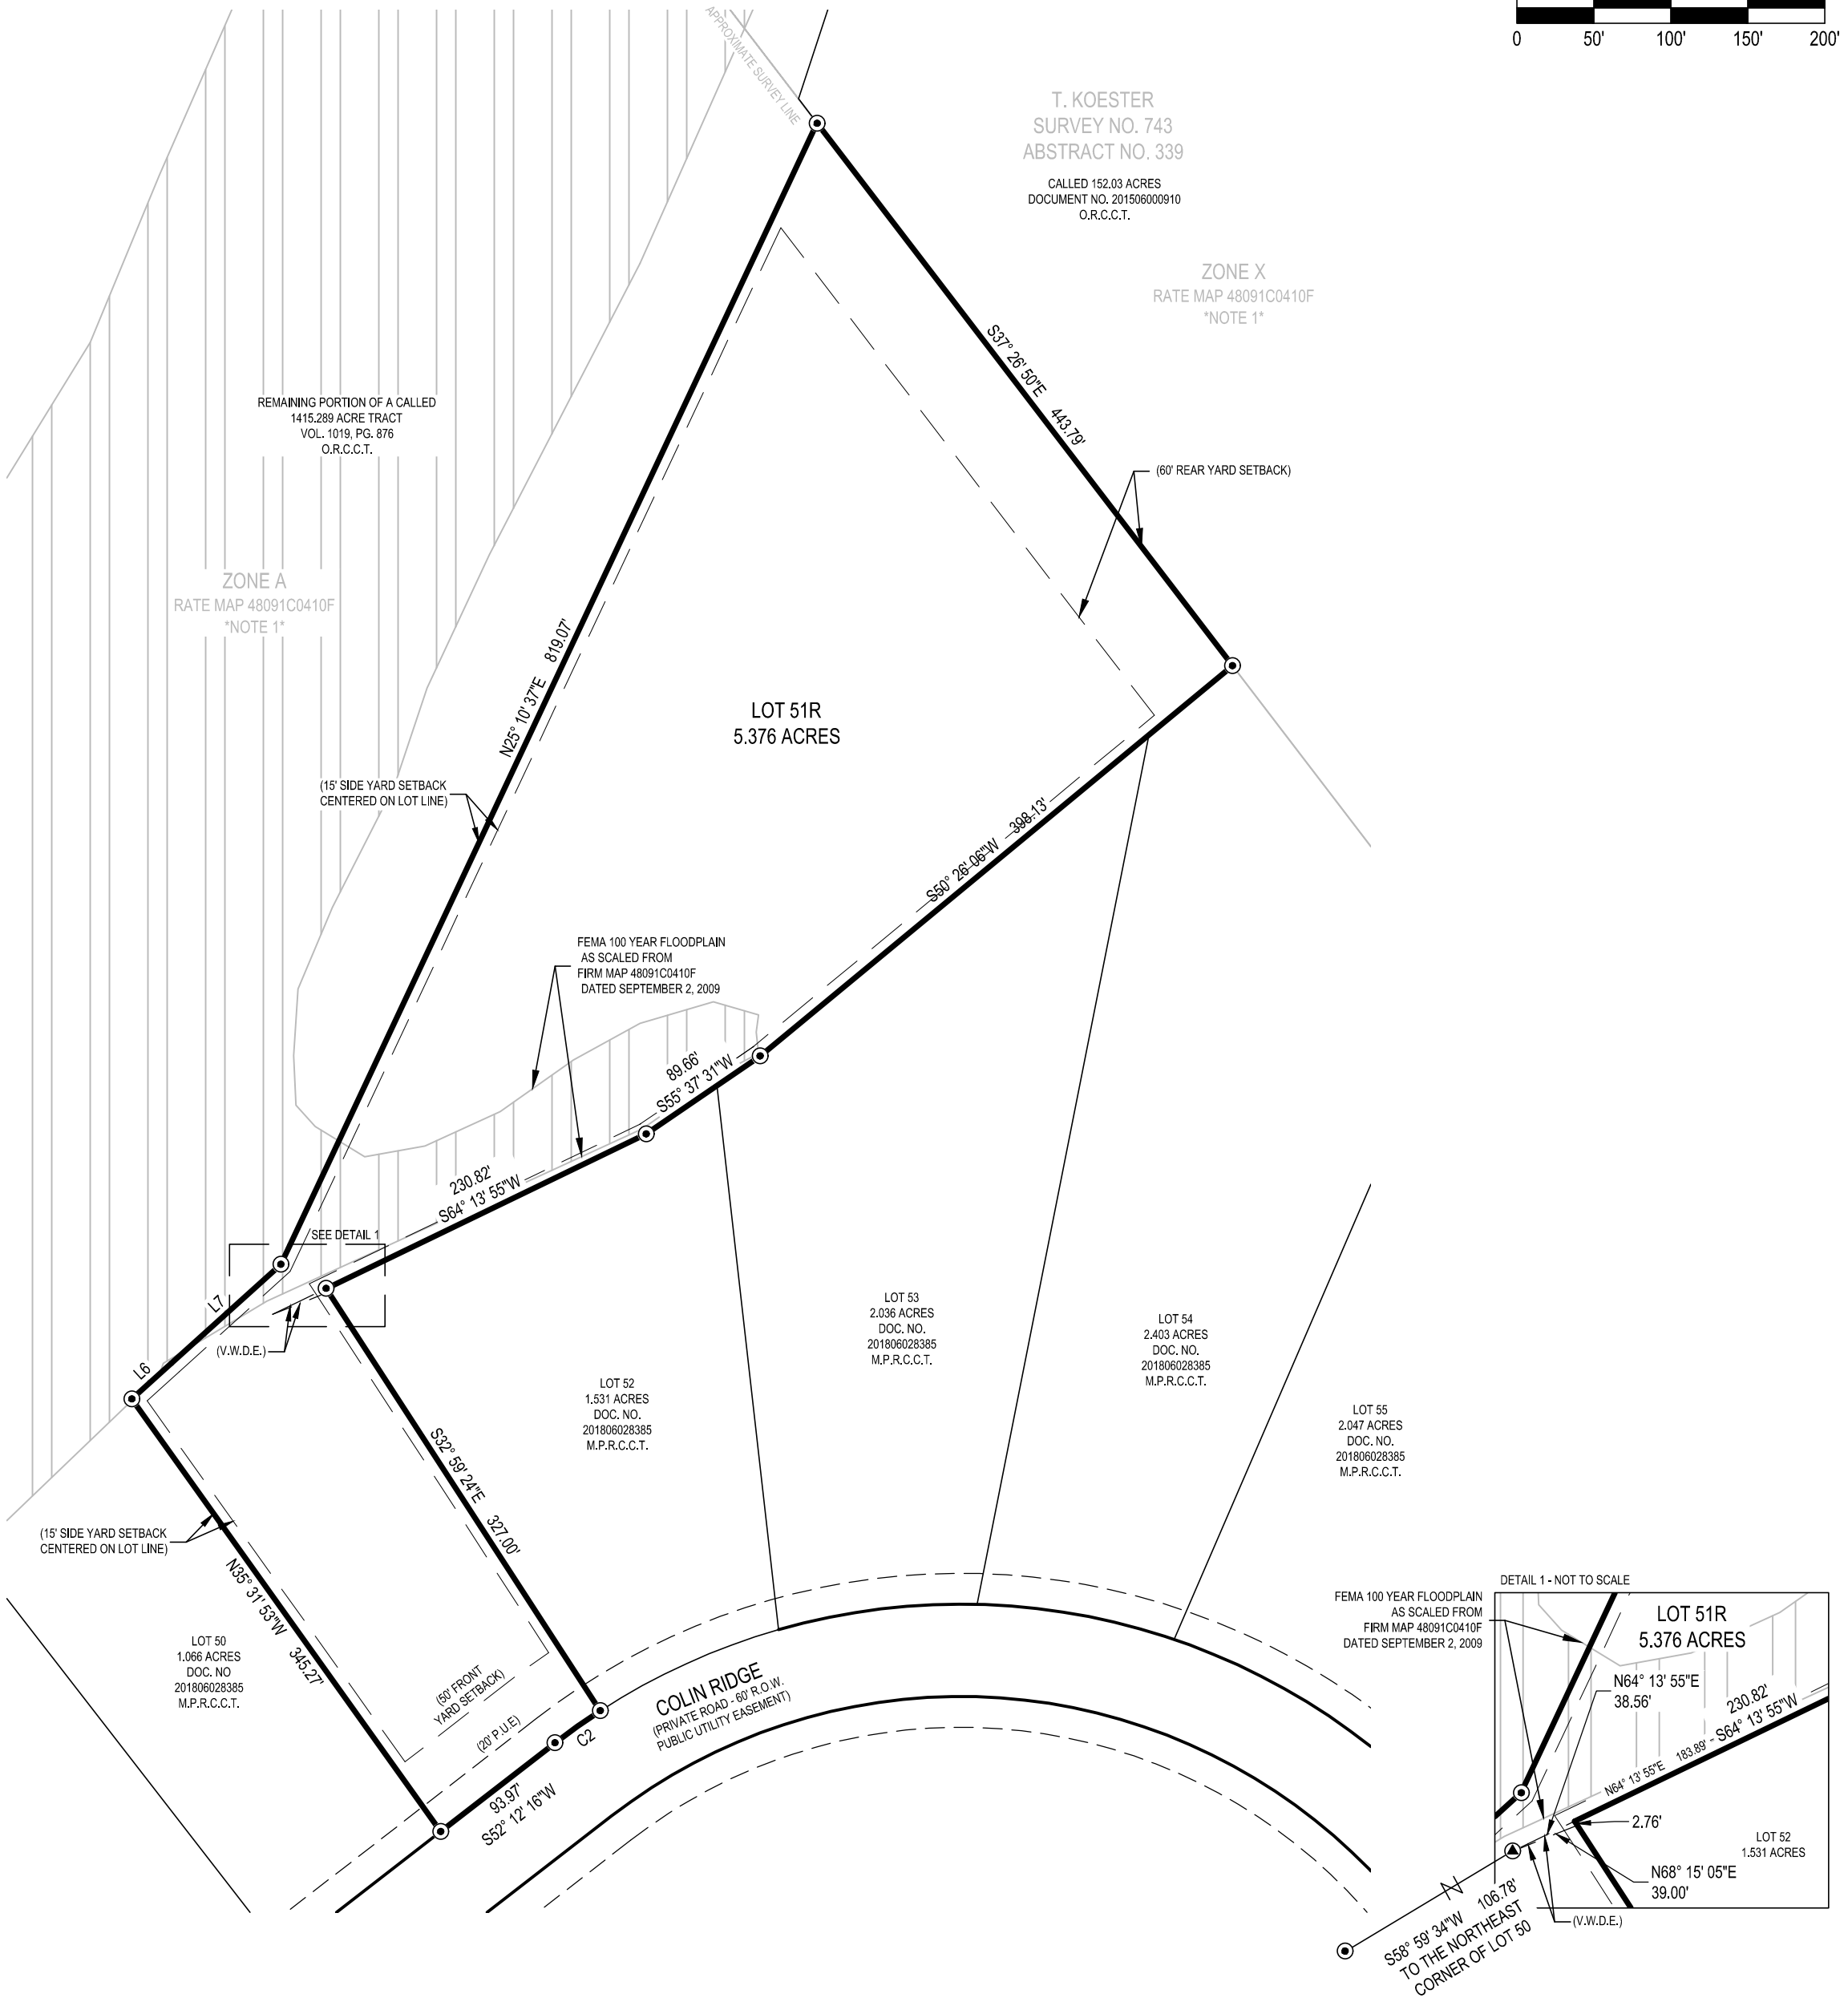 0 50' 100' 150' 200'
APPROXIMATE SURVEY LINE
T. KOESTER
SURVEY NO. 743
ABSTRACT NO. 339
CALLED 152.03 ACRES
DOCUMENT NO. 201506000910
O.R.C.C.T.
ZONE X
RATE MAP 48091C0410F
*NOTE 1*
S37° 26' 50"E 443.79'
REMAINING PORTION OF A CALLED
1415.289 ACRE TRACT
VOL. 1019, PG. 876
O.R.C.C.T.
(60' REAR YARD SETBACK)
ZONE A
RATE MAP 48091C0410F
*NOTE 1*
N25° 10' 37"E 819.07'
LOT 51R
5.376 ACRES
(15' SIDE YARD SETBACK
CENTERED ON LOT LINE)
S50° 26' 06"W 398.13'
FEMA 100 YEAR FLOODPLAIN
AS SCALED FROM
FIRM MAP 48091C0410F
DATED SEPTEMBER 2, 2009
89.66'
S55° 37' 31"W
230.82'
S64° 13' 55"W
SEE DETAIL 1
L7
L6
(V.W.D.E.)
LOT 53
2.036 ACRES
DOC. NO.
201806028385
M.P.R.C.C.T.
LOT 54
2.403 ACRES
DOC. NO.
201806028385
M.P.R.C.C.T.
LOT 52
1.531 ACRES
DOC. NO.
201806028385
M.P.R.C.C.T.
LOT 55
2.047 ACRES
DOC. NO.
201806028385
M.P.R.C.C.T.
S32° 59' 24"E 327.00'
(15' SIDE YARD SETBACK
CENTERED ON LOT LINE)
N35° 31' 53"W 345.27'
LOT 50
1.066 ACRES
DOC. NO
201806028385
M.P.R.C.C.T.
(50' FRONT
YARD SETBACK)
(20' P.U.E)
C2
93.97'
S52° 12' 16"W
COLIN RIDGE
(PRIVATE ROAD - 60' R.O.W.
PUBLIC UTILITY EASEMENT)
DETAIL 1 - NOT TO SCALE
FEMA 100 YEAR FLOODPLAIN
AS SCALED FROM
FIRM MAP 48091C0410F
DATED SEPTEMBER 2, 2009
LOT 51R
5.376 ACRES
N64° 13' 55"E
38.56'
230.82'
S64° 13' 55"W
N64° 13' 55"E 183.89'
2.76'
LOT 52
1.531 ACRES
N68° 15' 05"E
39.00'
(V.W.D.E.)
S58° 59' 34"W 106.78'
TO THE NORTHEAST
CORNER OF LOT 50